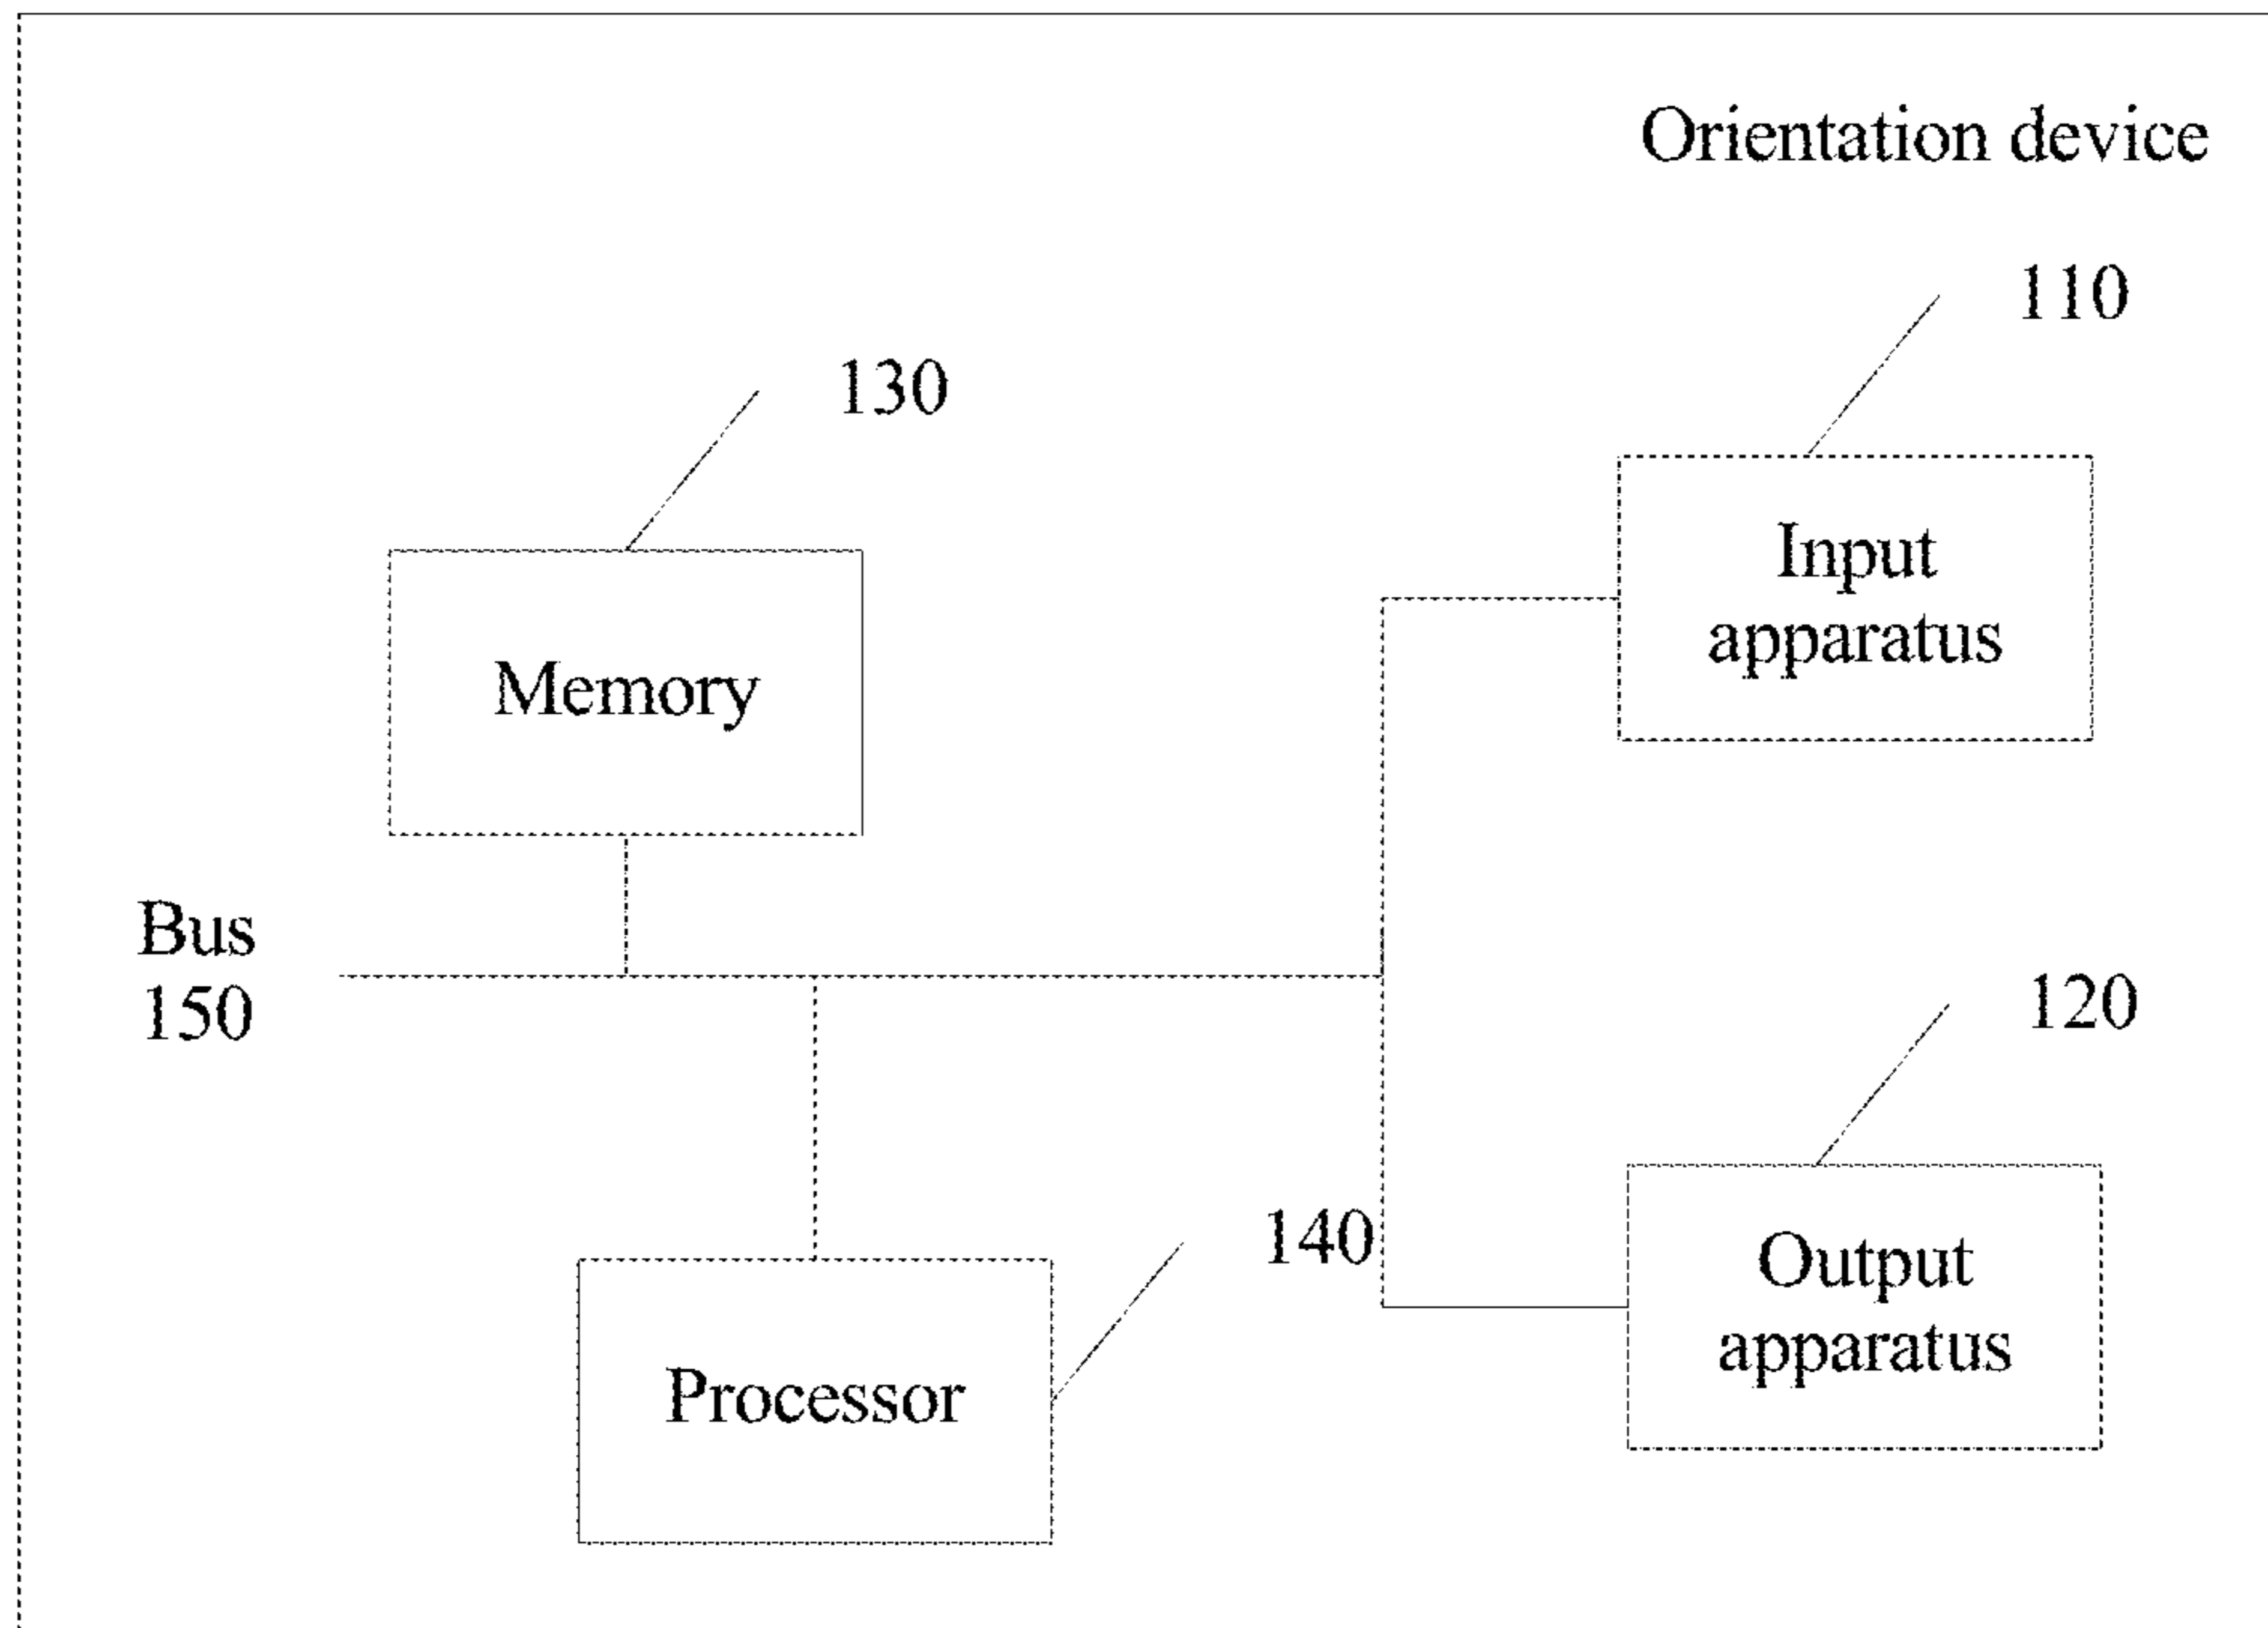 Orientation device
110
130
Input
apparatus
Memory
Bus
150
120
140
Output
apparatus
Processor